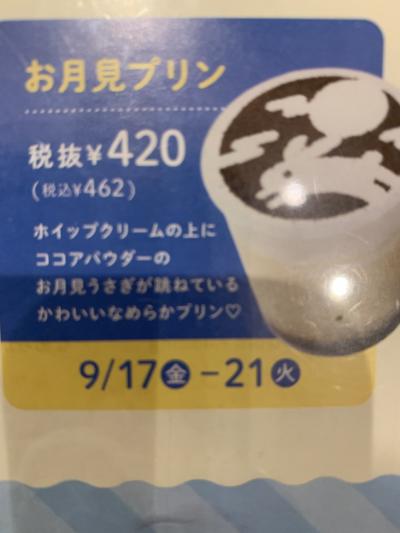 お月見プリン
税抜¥420
(税込¥462)
ホイップクリームの上に
ココアパウダーの
お月見うさぎが跳ねている
かわいいなめらかプリン♡
9/17金-21火